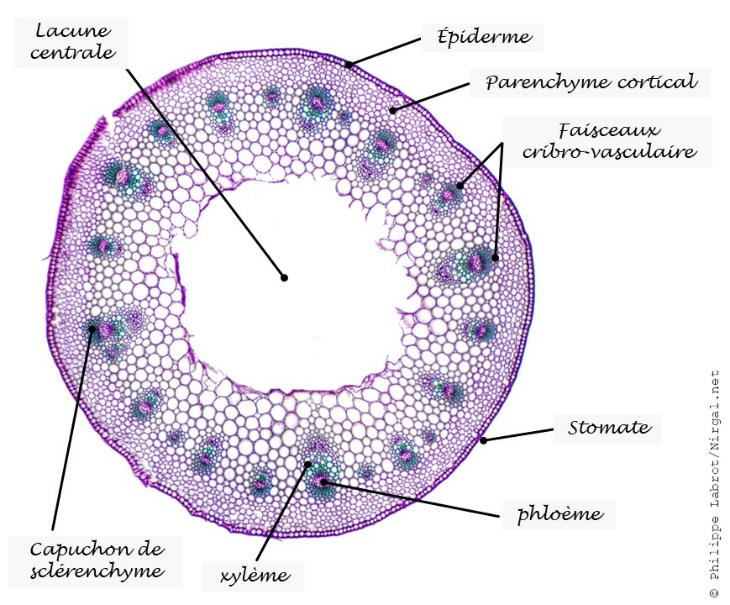 Lacune
centrale
Épiderme
Parenchyme cortical
Faisceaux
cribro-vasculaire
Stomate
phloème
xylème
Capuchon de
sclérenchyme
© Philippe Labrot/Nirgal.net